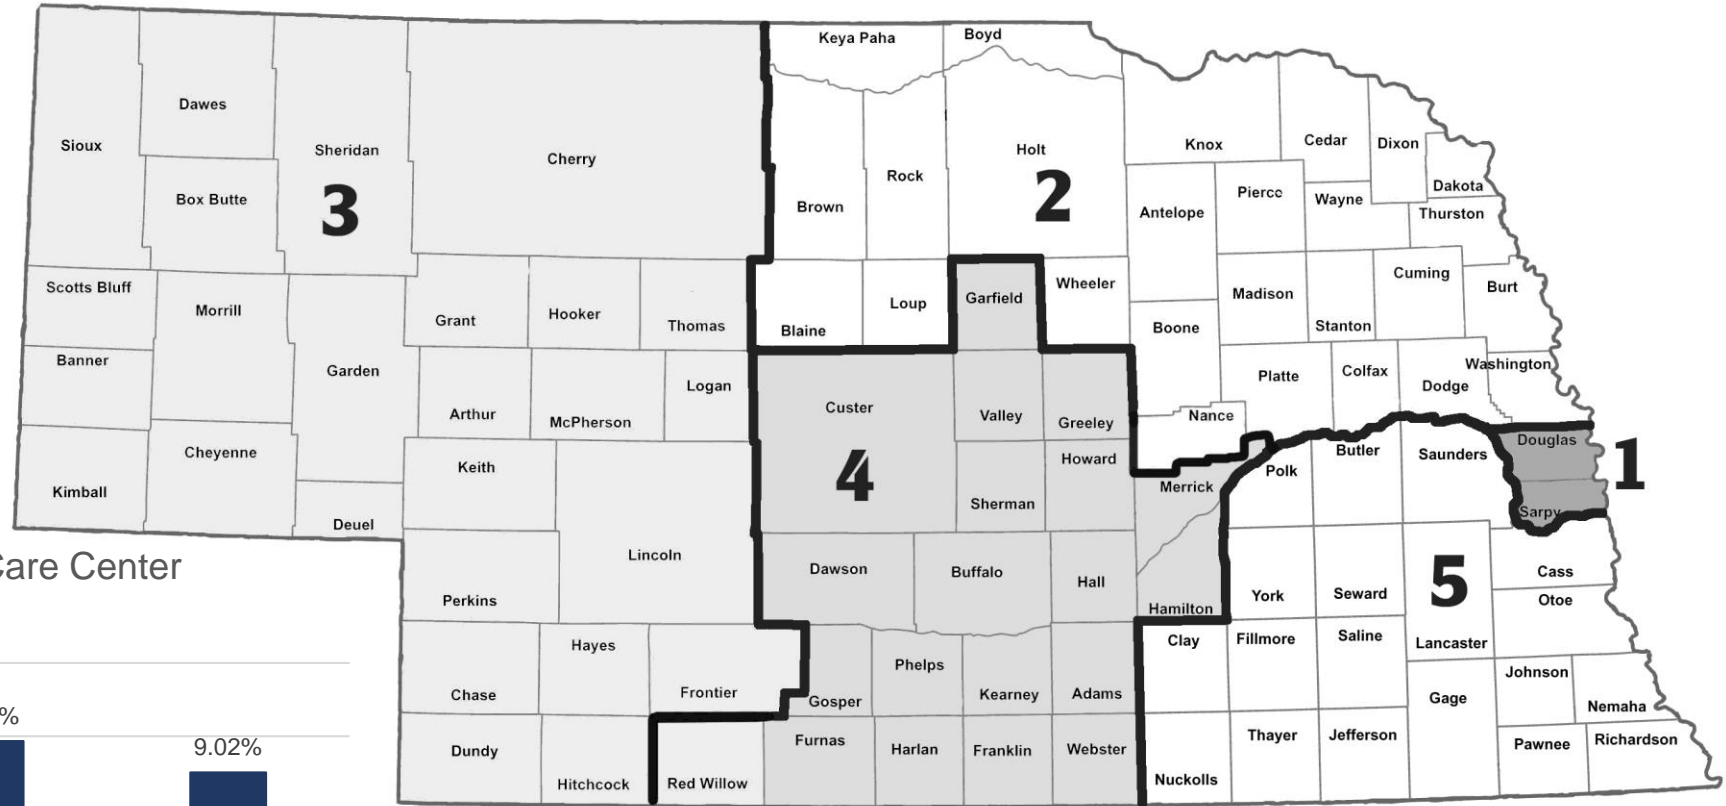 Keya Paha
Boyd
Dawes
Sioux
Sheridan
Cherry
Holt
Knox
Cedar
Dixon
Rock
Box Butte
3
Brown
2
Antelope
Pierce
Wayne
Dakota
Thurston
Scotts Bluff
Morrill
Grant
Hooker
Thomas
Blaine
Loup
Garfield
Wheeler
Boone
Madison
Stanton
Cuming
Burt
Banner
Garden
Arthur
McPherson
Logan
Custer
Valley
Greeley
Nance
Platte
Colfax
Dodge
Washington
Kimball
Cheyenne
Deuel
Keith
Lincoln
4
Sherman
Howard
Merrick
Polk
Butler
Saunders
Douglas
Sarpy
1
Care Center
Perkins
Dawson
Buffalo
Hall
Hamilton
York
Seward
5
Lancaster
Cass
Otoe
Chase
Hayes
Frontier
Gosper
Phelps
Kearney
Adams
Clay
Fillmore
Saline
Gage
Johnson
Nemaha
%
9.02%
Dundy
Hitchcock
Red Willow
Furnas
Harlan
Franklin
Webster
Nuckolls
Thayer
Jefferson
Pawnee
Richardson